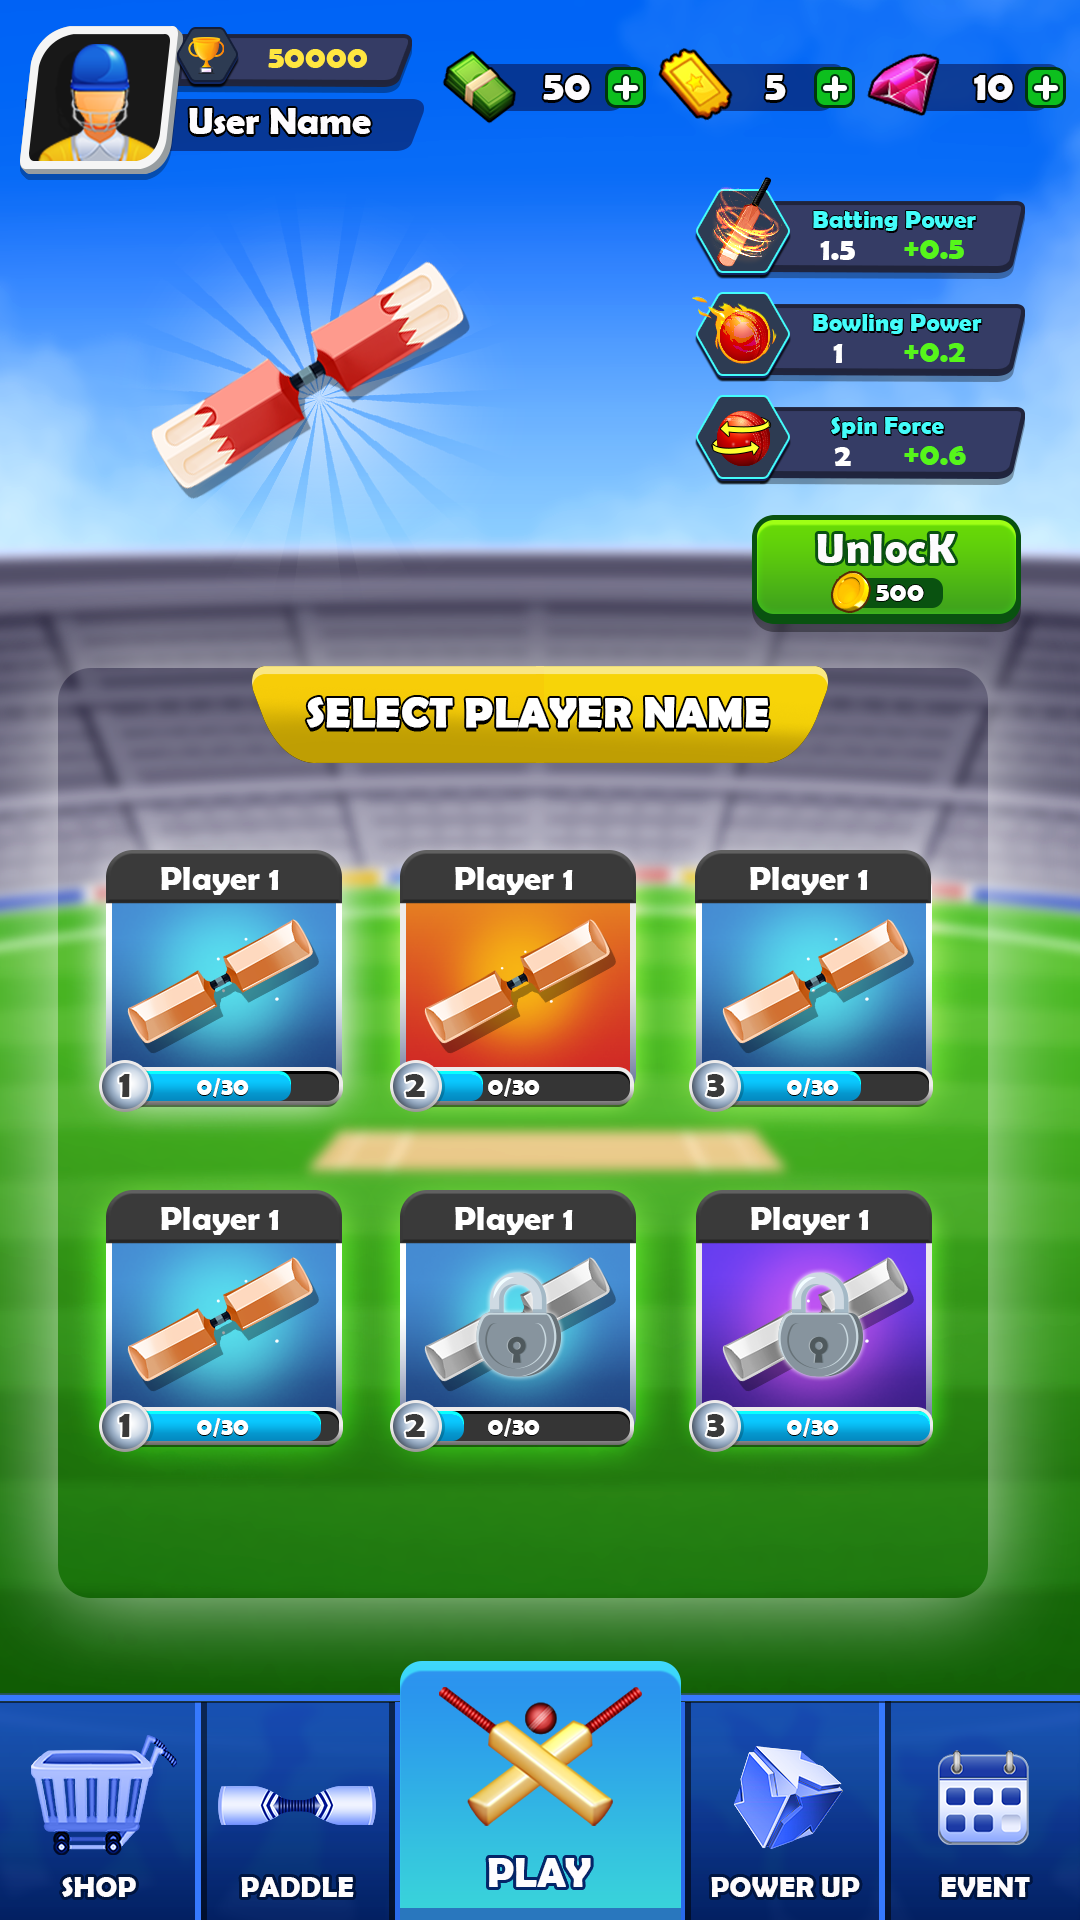 50000
User Name
50
5
10
Batting Power
1.5 +0.5
Bowling Power
1 +0.2
Spin Force
2 +0.6
UnlocK
500
SELECT PLAYER NAME
Player 1
1 0/30
Player 1
2 0/30
Player 1
3 0/30
Player 1
1 0/30
Player 1
2 0/30
Player 1
3 0/30
SHOP
PADDLE
PLAY
POWER UP
EVENT